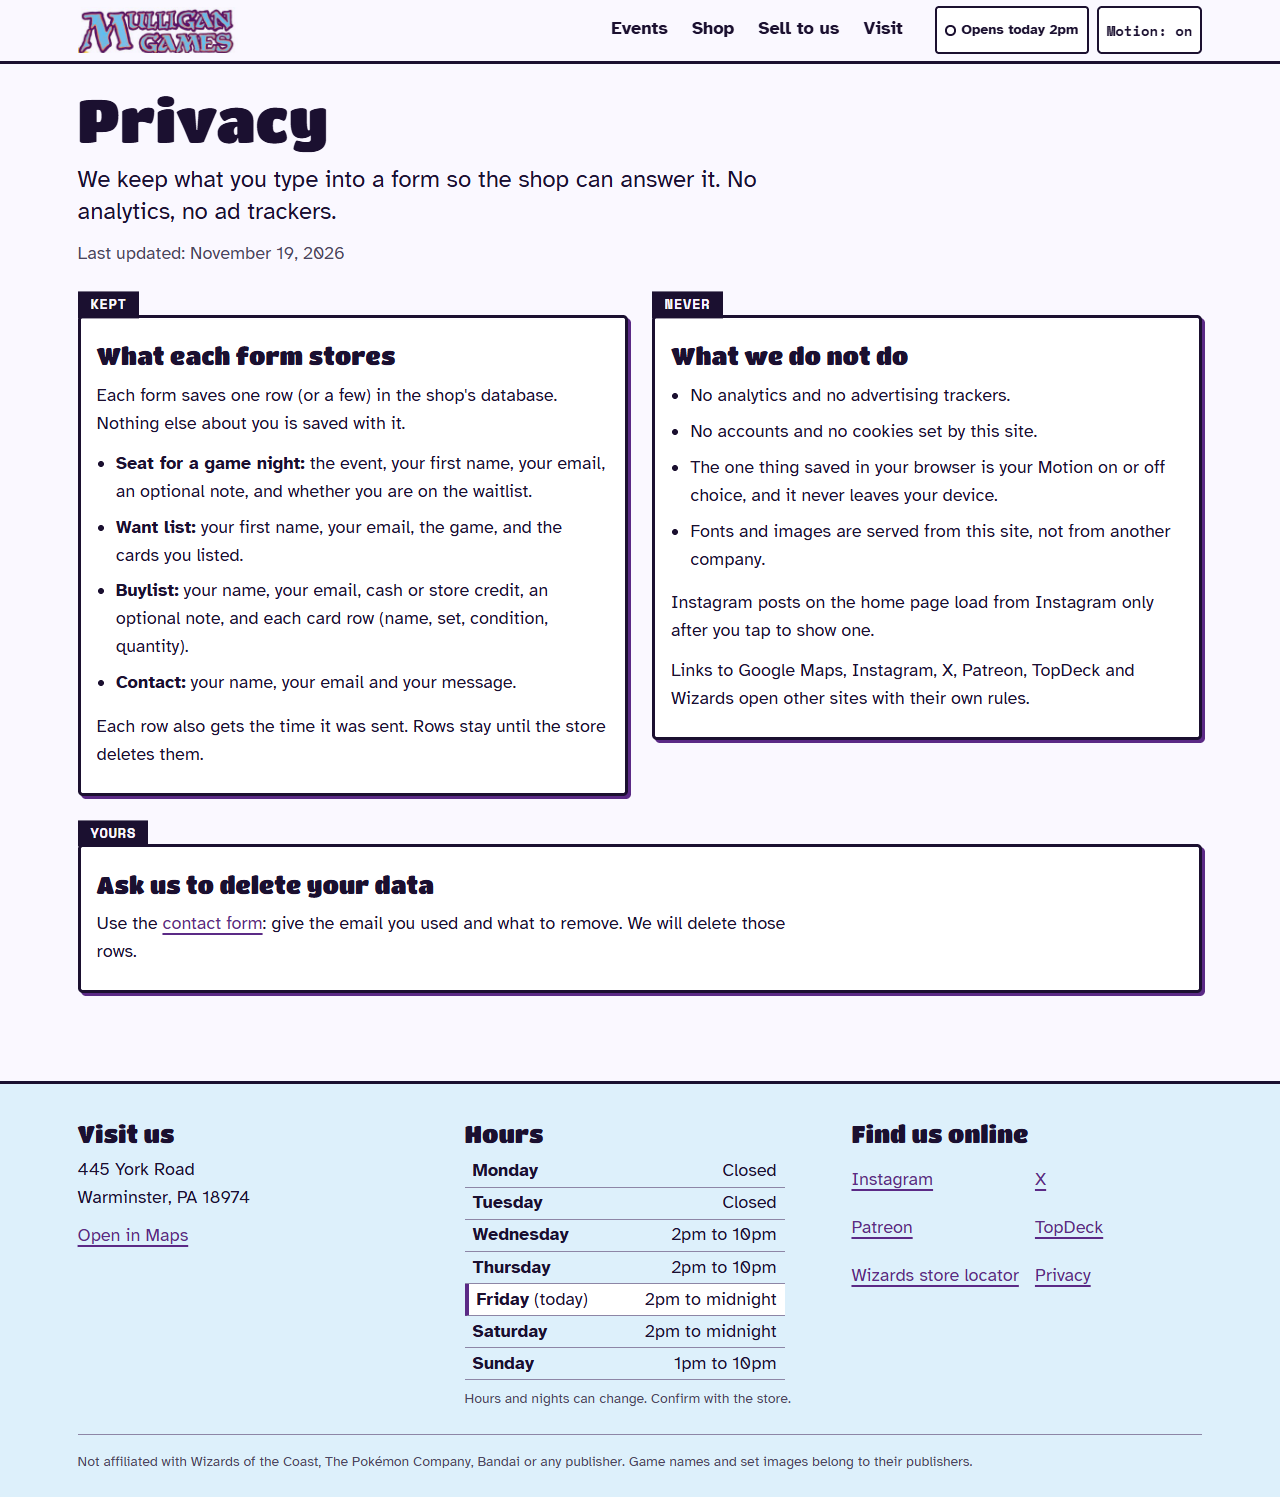 MULLIGAN GAMES
Events
Shop
Sell to us
Visit
Opens today 2pm
Motion: on
Privacy
We keep what you type into a form so the shop can answer it. No
analytics, no ad trackers.
Last updated: November 19, 2026
KEPT
What each form stores
Each form saves one row (or a few) in the shop's database.
Nothing else about you is saved with it.
• Seat for a game night: the event, your first name, your email,
an optional note, and whether you are on the waitlist.
• Want list: your first name, your email, the game, and the
cards you listed.
• Buylist: your name, your email, cash or store credit, an
optional note, and each card row (name, set, condition,
quantity).
• Contact: your name, your email and your message.
Each row also gets the time it was sent. Rows stay until the store
deletes them.
NEVER
What we do not do
• No analytics and no advertising trackers.
• No accounts and no cookies set by this site.
• The one thing saved in your browser is your Motion on or off
choice, and it never leaves your device.
• Fonts and images are served from this site, not from another
company.
Instagram posts on the home page load from Instagram only
after you tap to show one.
Links to Google Maps, Instagram, X, Patreon, TopDeck and
Wizards open other sites with their own rules.
YOURS
Ask us to delete your data
Use the contact form: give the email you used and what to remove. We will delete those
rows.
Visit us
445 York Road
Warminster, PA 18974
Open in Maps
Hours
Monday Closed
Tuesday Closed
Wednesday 2pm to 10pm
Thursday 2pm to 10pm
Friday (today) 2pm to midnight
Saturday 2pm to midnight
Sunday 1pm to 10pm
Hours and nights can change. Confirm with the store.
Find us online
Instagram X
Patreon TopDeck
Wizards store locator Privacy
Not affiliated with Wizards of the Coast, The Pokémon Company, Bandai or any publisher. Game names and set images belong to their publishers.